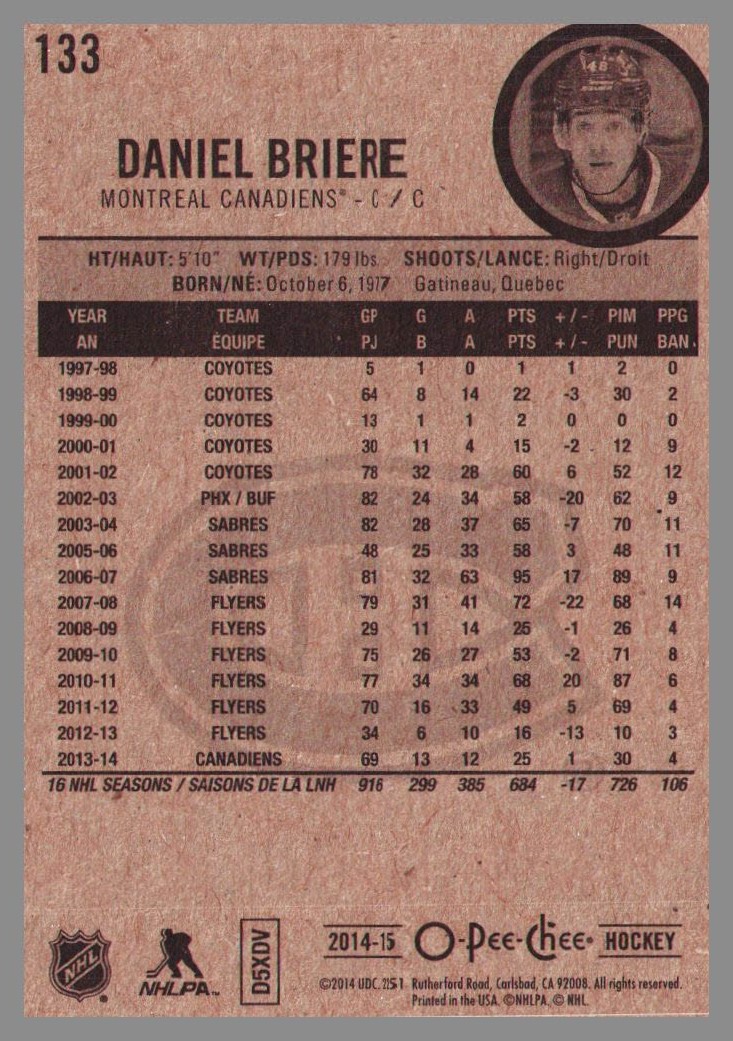 133
48
DANIEL BRIERE
MONTREAL CANADIENS® - C / C
HT/HAUT: 5'10" WT/PDS: 179 lbs SHOOTS/LANCE: Right/Droit
BORN/NÉ: October 6, 1977 Gatineau, Quebec
YEAR TEAM GP G A PTS +/- PIM PPG
AN ÉQUIPE PJ B A PTS +/- PUN BAN.
1997-98 COYOTES 5 1 0 1 1 2 0
1998-99 COYOTES 64 8 14 22 -3 30 2
1999-00 COYOTES 13 1 1 2 0 0 0
2000-01 COYOTES 30 11 4 15 -2 12 9
2001-02 COYOTES 78 32 28 60 6 52 12
2002-03 PHX / BUF 82 24 34 58 -20 62 9
2003-04 SABRES 82 28 37 65 -7 70 11
2005-06 SABRES 48 25 33 58 3 48 11
2006-07 SABRES 81 32 63 95 17 89 9
2007-08 FLYERS 79 31 41 72 -22 68 14
2008-09 FLYERS 29 11 14 25 -1 26 4
2009-10 FLYERS 75 26 27 53 -2 71 8
2010-11 FLYERS 77 34 34 68 20 87 6
2011-12 FLYERS 70 16 33 49 5 69 4
2012-13 FLYERS 34 6 10 16 -13 10 3
2013-14 CANADIENS 69 13 12 25 1 30 4
16 NHL SEASONS / SAISONS DE LA LNH 916 299 385 684 -17 726 106
NHL
NHLPA™
D5XDV
2014-15 O-Pee-Chee® HOCKEY
©2014 UDC. 2251 Rutherford Road, Carlsbad, CA 92008. All rights reserved.
Printed in the USA. ©NHLPA. © NHL.